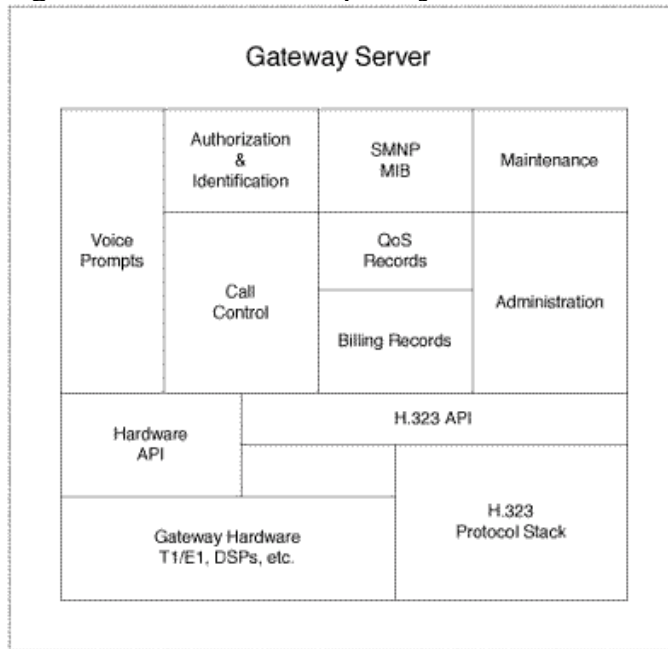 Gateway Server
Authorization
&
Identification
SMNP
MIB
Maintenance
Voice
Prompts
QoS
Records
Call
Control
Administration
Billing Records
Hardware
API
H.323 API
H.323
Protocol Stack
Gateway Hardware
T1/E1, DSPs, etc.